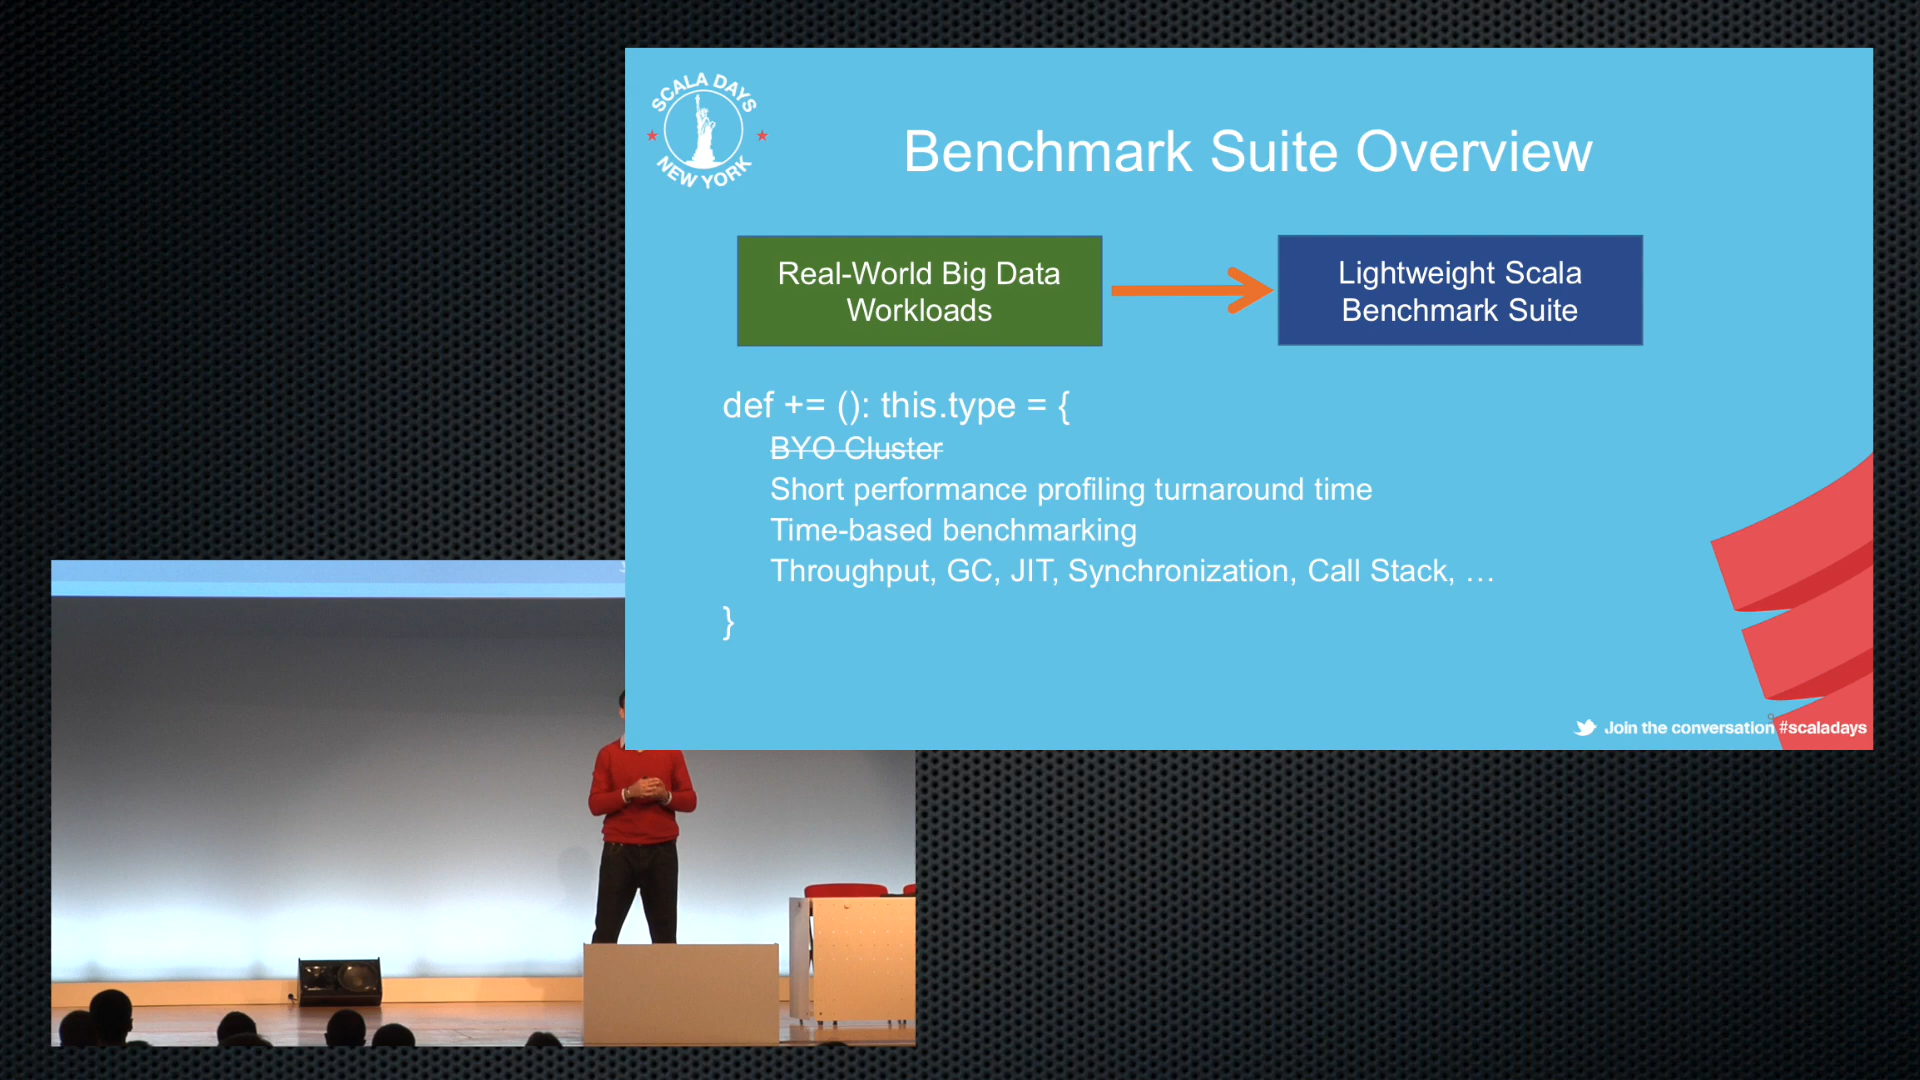 SCALA DAYS
NEW YORK
Benchmark Suite Overview
Real-World Big Data
Workloads
Lightweight Scala
Benchmark Suite
def += (): this.type = {
BYO Cluster
Short performance profiling turnaround time
Time-based benchmarking
Throughput, GC, JIT, Synchronization, Call Stack, …
}
Join the conversation #scaladays